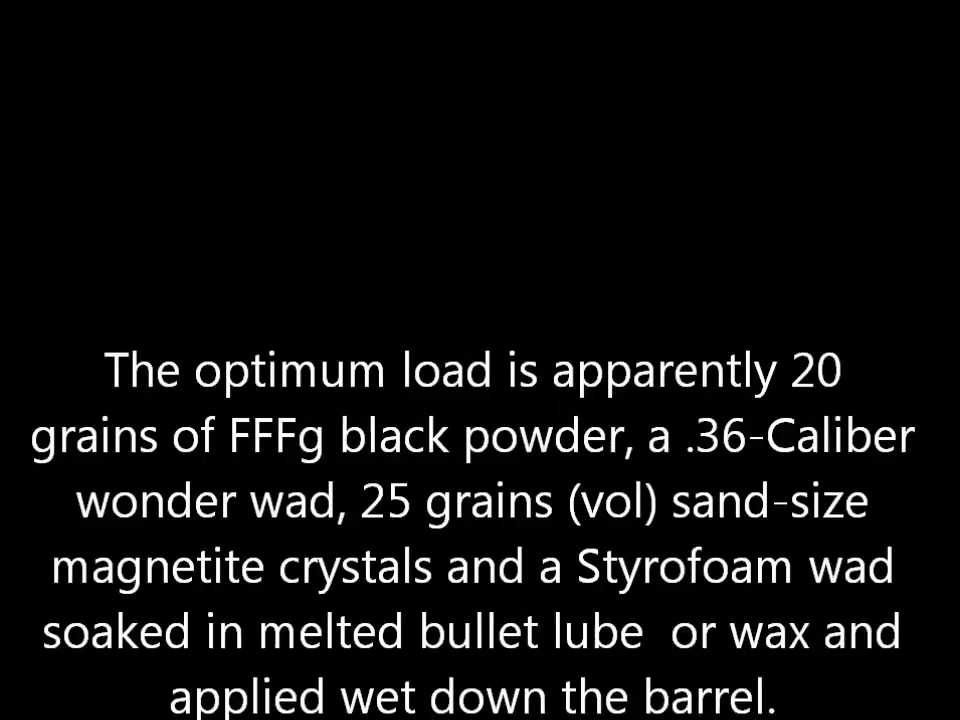 The optimum load is apparently 20
grains of FFFg black powder, a .36-Caliber
wonder wad, 25 grains (vol) sand-size
magnetite crystals and a Styrofoam wad
soaked in melted bullet lube  or wax and
applied wet down the barrel.